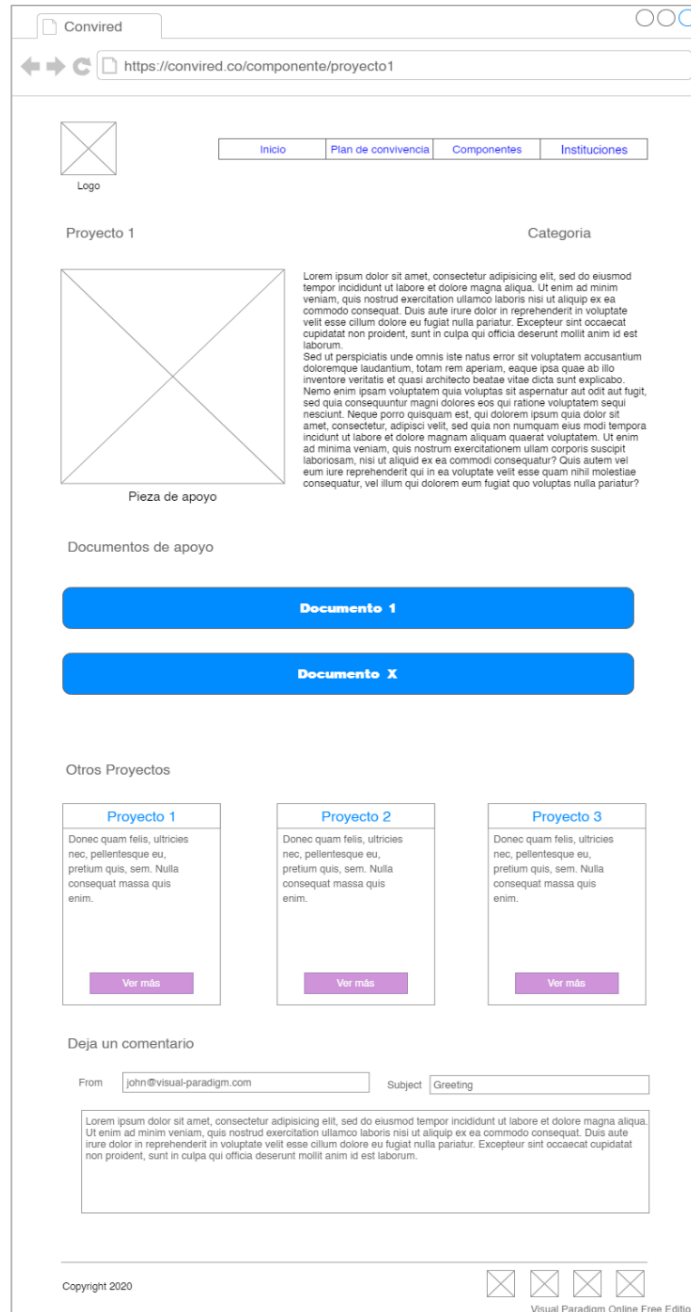 Convired
https://convired.co/componente/proyecto1
Inicio
Plan de convivencia
Componentes
Instituciones
Logo
Proyecto 1
Categoria
Lorem ipsum dolor sit amet, consectetur adipisicing elit, sed do eiusmod
tempor incididunt ut labore et dolore magna aliqua. Ut enim ad minim
veniam, quis nostrud exercitation ullamco laboris nisi ut aliquip ex ea
commodo consequat. Duis aute irure dolor in reprehenderit in voluptate
velit esse cillum dolore eu fugiat nulla pariatur. Excepteur sint occaecat
cupidatat non proident, sunt in culpa qui officia deserunt mollit anim id est
laborum.
Sed ut perspiciatis unde omnis iste natus error sit voluptatem accusantium
doloremque laudantium, totam rem aperiam, eaque ipsa quae ab illo
inventore veritatis et quasi architecto beatae vitae dicta sunt explicabo.
Nemo enim ipsam voluptatem quia voluptas sit aspernatur aut odit aut fugit,
sed quia consequuntur magni dolores eos qui ratione voluptatem sequi
nesciunt. Neque porro quisquam est, qui dolorem ipsum quia dolor sit
amet, consectetur, adipisci velit, sed quia non numquam eius modi tempora
incidunt ut labore et dolore magnam aliquam quaerat voluptatem. Ut enim
ad minima veniam, quis nostrum exercitationem ullam corporis suscipit
laboriosam, nisi ut aliquid ex ea commodi consequatur? Quis autem vel
eum iure reprehenderit qui in ea voluptate velit esse quam nihil molestiae
consequatur, vel illum qui dolorem eum fugiat quo voluptas nulla pariatur?
Pieza de apoyo
Documentos de apoyo
Documento 1
Documento X
Otros Proyectos
Proyecto 1
Donec quam felis, ultricies
nec, pellentesque eu,
pretium quis, sem. Nulla
consequat massa quis
enim.
Ver más
Proyecto 2
Donec quam felis, ultricies
nec, pellentesque eu,
pretium quis, sem. Nulla
consequat massa quis
enim.
Ver más
Proyecto 3
Donec quam felis, ultricies
nec, pellentesque eu,
pretium quis, sem. Nulla
consequat massa quis
enim.
Ver más
Deja un comentario
From
john@visual-paradigm.com
Subject
Greeting
Lorem ipsum dolor sit amet, consectetur adipisicing elit, sed do eiusmod tempor incididunt ut labore et dolore magna aliqua.
Ut enim ad minim veniam, quis nostrud exercitation ullamco laboris nisi ut aliquip ex ea commodo consequat. Duis aute
irure dolor in reprehenderit in voluptate velit esse cillum dolore eu fugiat nulla pariatur. Excepteur sint occaecat cupidatat
non proident, sunt in culpa qui officia deserunt mollit anim id est laborum.
Copyright 2020
Visual Paradigm Online Free Editio